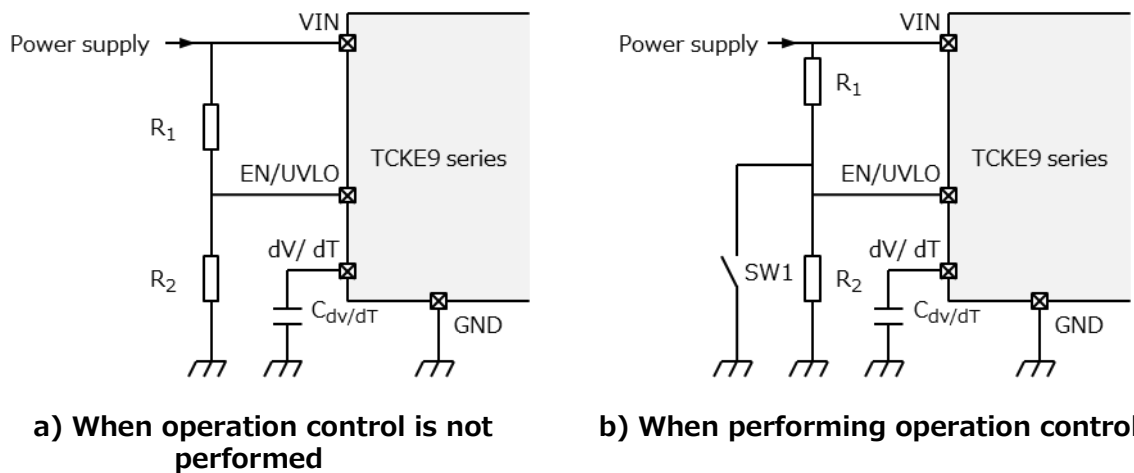 VIN
Power supply
R1
TCKE9 series
EN/UVLO
dV/ dT
R2
Cdv/dT
GND
a) When operation control is not
performed
VIN
Power supply
R1
TCKE9 series
EN/UVLO
dV/ dT
SW1
R2
Cdv/dT
GND
b) When performing operation control